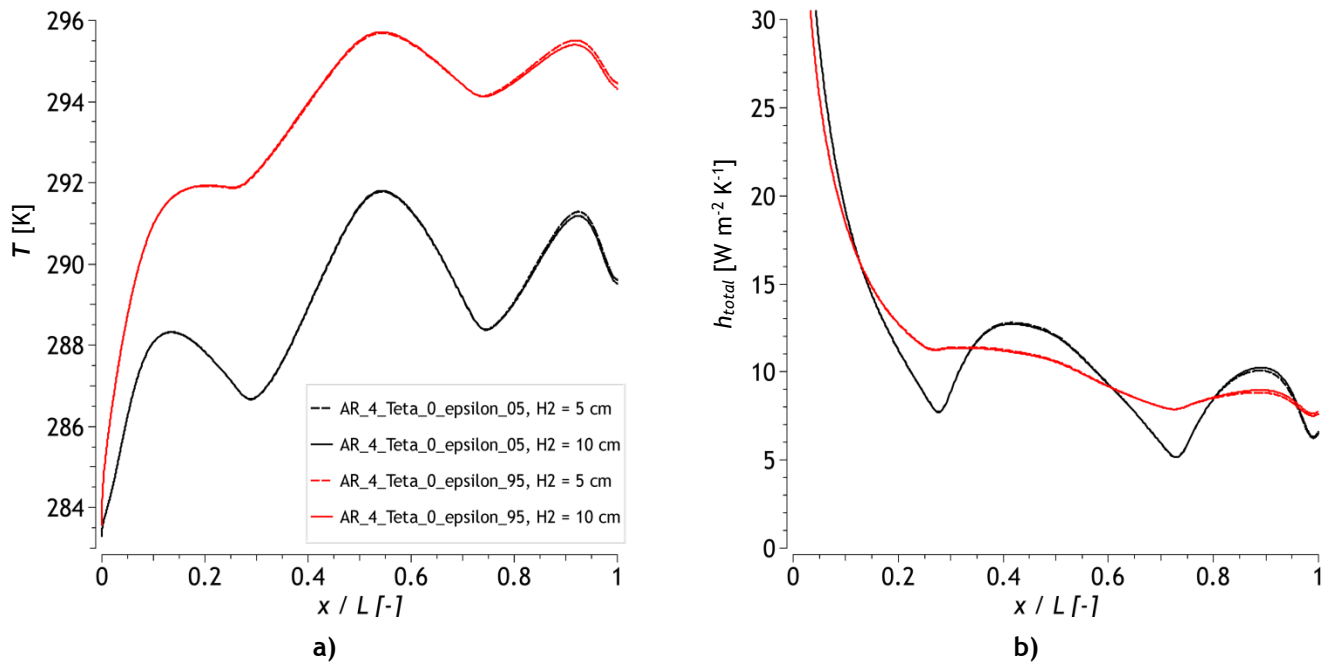 296
294
292
290
288
286
284
T [K]
AR_4_Teta_0_epsilon_05, H2 = 5 cm
AR_4_Teta_0_epsilon_05, H2 = 10 cm
AR_4_Teta_0_epsilon_95, H2 = 5 cm
AR_4_Teta_0_epsilon_95, H2 = 10 cm
0 0.2 0.4 0.6 0.8 1
x / L [-]
a)
30
25
20
15
10
5
0
h_total [W m⁻² K⁻¹]
0 0.2 0.4 0.6 0.8 1
x / L [-]
b)